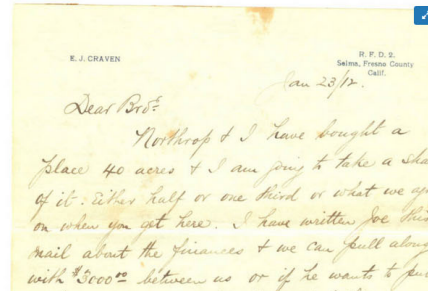 E. J. CRAVEN
R. F. D. 2.
Selma, Fresno County
Calif.
Jan 23/12.
Dear Bro:
Northrop & I have bought a
place 40 acres & I am going to take a sha
of it: Either half or one third or what we ag
on when you get here. I have written Joe this
mail about the finances & we can pull along
with $3000.00 between us or if he wants to pu